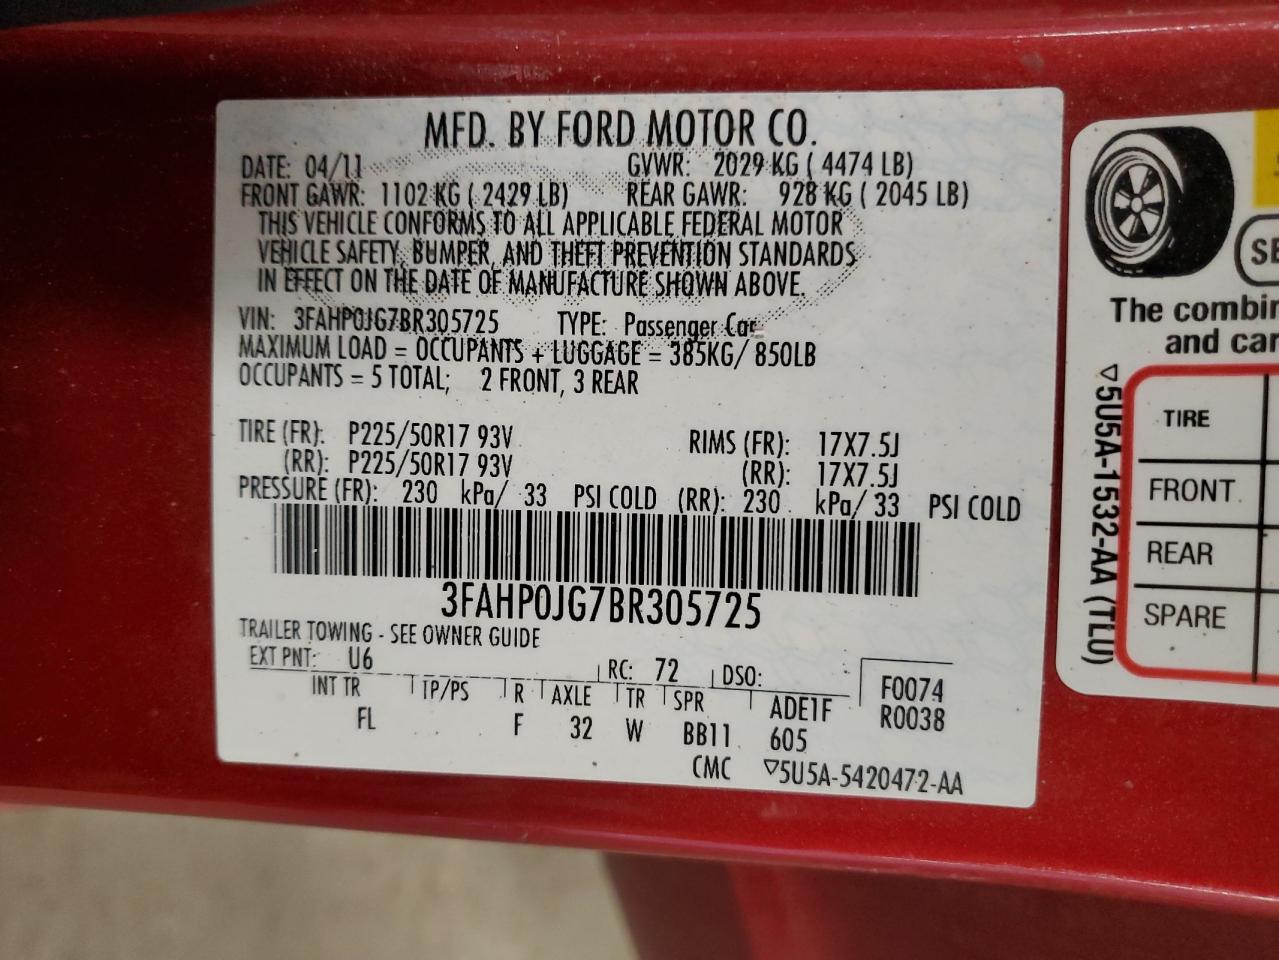 MFD. BY FORD MOTOR CO.
DATE: 04/11 GVWR: 2029 KG ( 4474 LB)
FRONT GAWR: 1102 KG ( 2429 LB) REAR GAWR: 928 KG ( 2045 LB)
THIS VEHICLE CONFORMS TO ALL APPLICABLE FEDERAL MOTOR
VEHICLE SAFETY, BUMPER, AND THEFT PREVENTION STANDARDS
IN EFFECT ON THE DATE OF MANUFACTURE SHOWN ABOVE.
VIN: 3FAHP0JG7BR305725 TYPE: Passenger Car
MAXIMUM LOAD = OCCUPANTS + LUGGAGE = 385KG/ 850LB
OCCUPANTS = 5 TOTAL; 2 FRONT, 3 REAR
TIRE (FR): P225/50R17 93V RIMS (FR): 17X7.5J
(RR): P225/50R17 93V (RR): 17X7.5J
PRESSURE (FR): 230 kPa/ 33 PSI COLD (RR): 230 kPa/ 33 PSI COLD
3FAHP0JG7BR305725
TRAILER TOWING - SEE OWNER GUIDE
EXT PNT: U6 RC: 72 DSO:
INT TR TP/PS R AXLE TR SPR ADE1F F0074
FL F 32 W BB11 605 R0038
CMC ▽5U5A-5420472-AA
SE
The combin
and car
▽5U5A-1532-AA (TLU)
TIRE
FRONT
REAR
SPARE